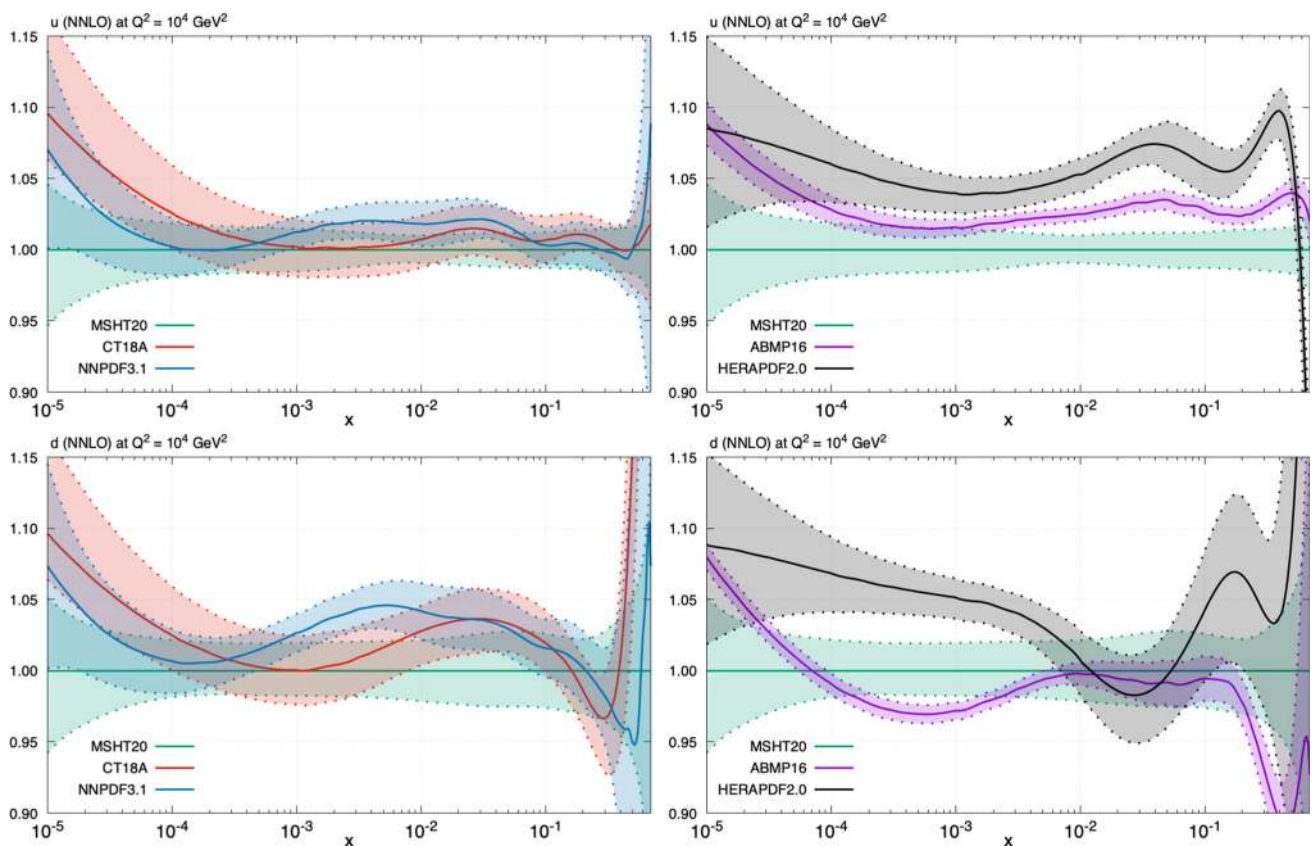 u (NNLO) at Q² = 10⁴ GeV²
1.15
1.10
1.05
1.00
0.95
0.90
MSHT20
CT18A
NNPDF3.1
10⁻⁵ 10⁻⁴ 10⁻³ 10⁻² 10⁻¹
x
u (NNLO) at Q² = 10⁴ GeV²
1.15
1.10
1.05
1.00
0.95
0.90
MSHT20
ABMP16
HERAPDF2.0
10⁻⁵ 10⁻⁴ 10⁻³ 10⁻² 10⁻¹
x
d (NNLO) at Q² = 10⁴ GeV²
1.15
1.10
1.05
1.00
0.95
0.90
MSHT20
CT18A
NNPDF3.1
10⁻⁵ 10⁻⁴ 10⁻³ 10⁻² 10⁻¹
x
d (NNLO) at Q² = 10⁴ GeV²
1.15
1.10
1.05
1.00
0.95
0.90
MSHT20
ABMP16
HERAPDF2.0
10⁻⁵ 10⁻⁴ 10⁻³ 10⁻² 10⁻¹
x